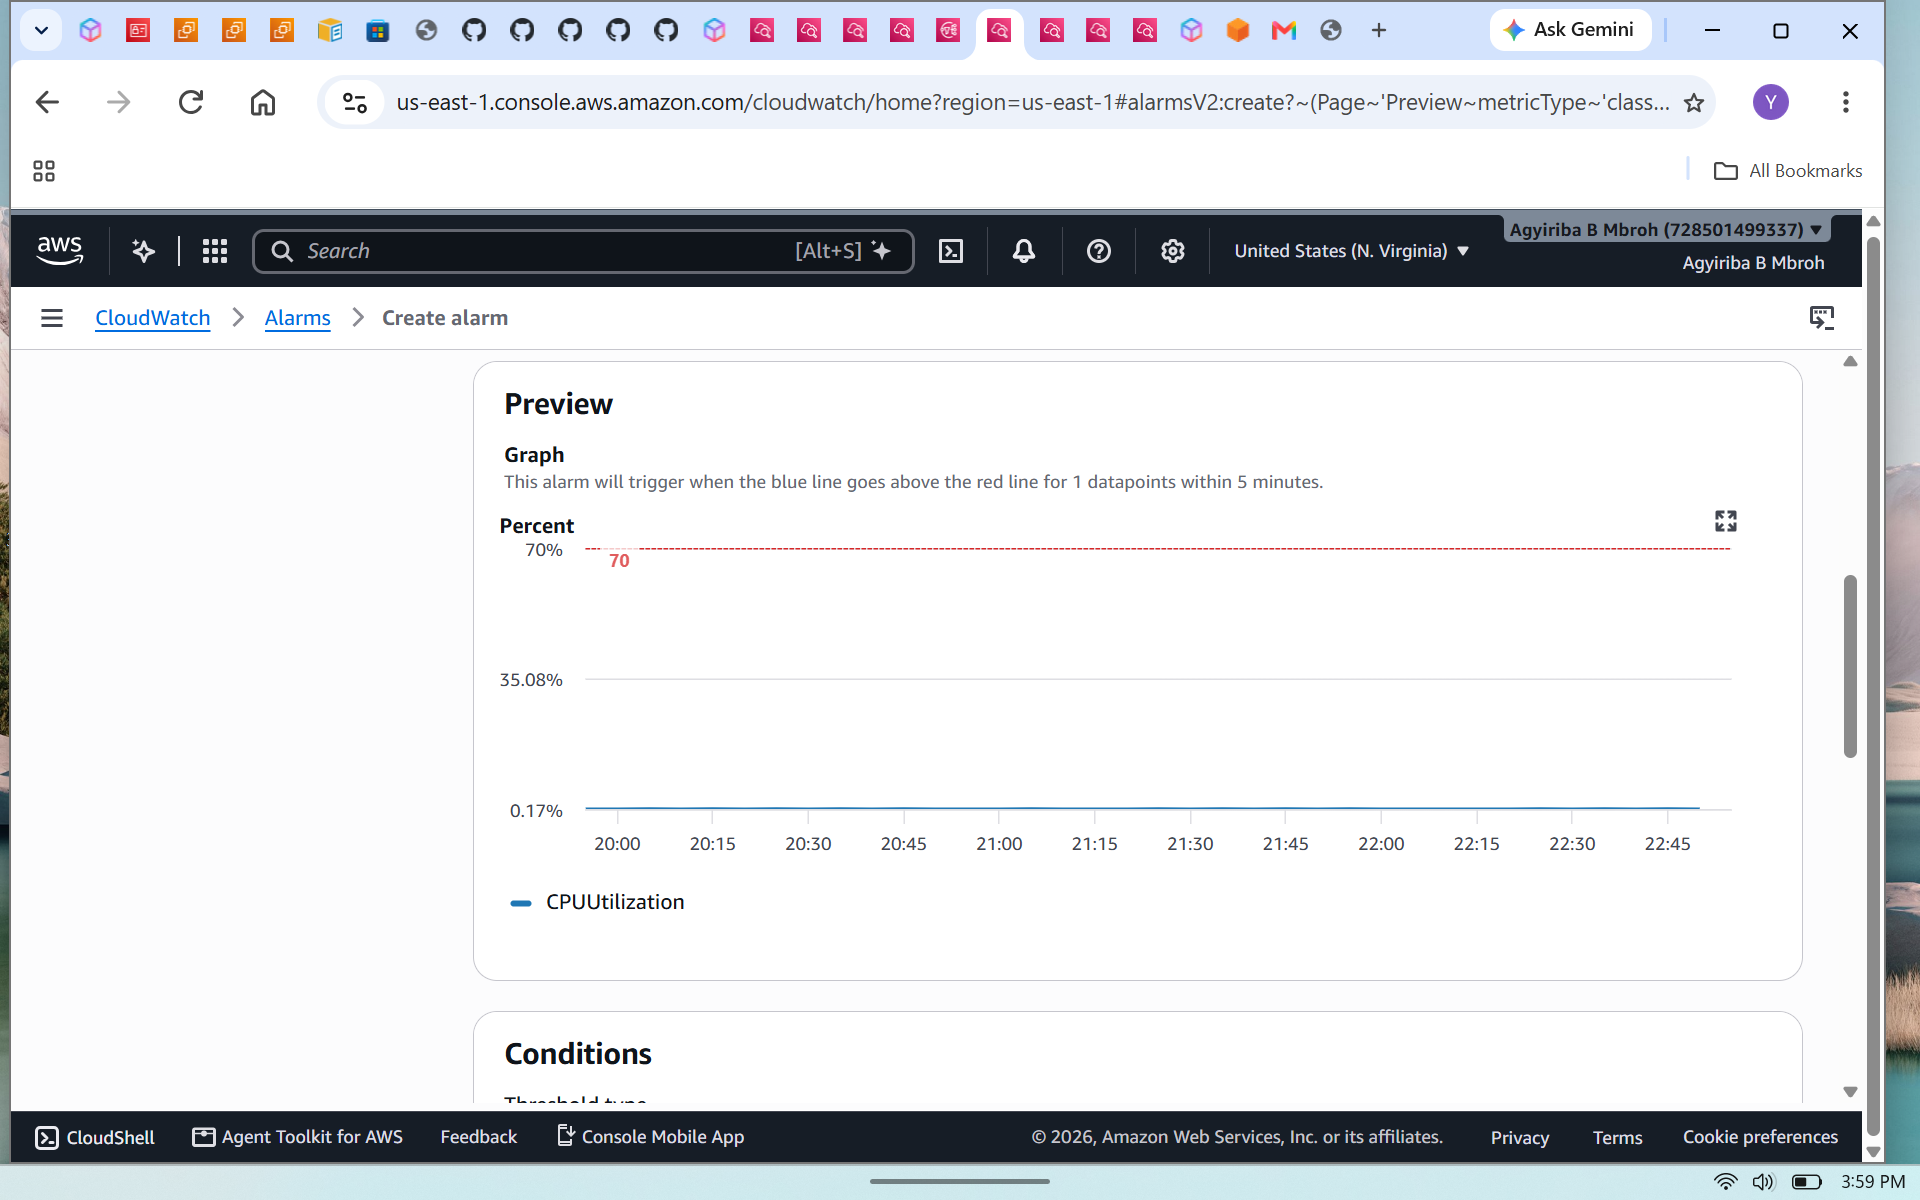 Ask Gemini
us-east-1.console.aws.amazon.com/cloudwatch/home?region=us-east-1#alarmsV2:create?~(Page~'Preview~metricType~'class...
Y
All Bookmarks
aws
Search [Alt+S]
United States (N. Virginia)
Agyiriba B Mbroh (728501499337)
Agyiriba B Mbroh
CloudWatch > Alarms > Create alarm
Preview
Graph
This alarm will trigger when the blue line goes above the red line for 1 datapoints within 5 minutes.
Percent
70%
70
35.08%
0.17%
20:00 20:15 20:30 20:45 21:00 21:15 21:30 21:45 22:00 22:15 22:30 22:45
CPUUtilization
Conditions
Threshold type
CloudShell Agent Toolkit for AWS Feedback Console Mobile App © 2026, Amazon Web Services, Inc. or its affiliates. Privacy Terms Cookie preferences
3:59 PM